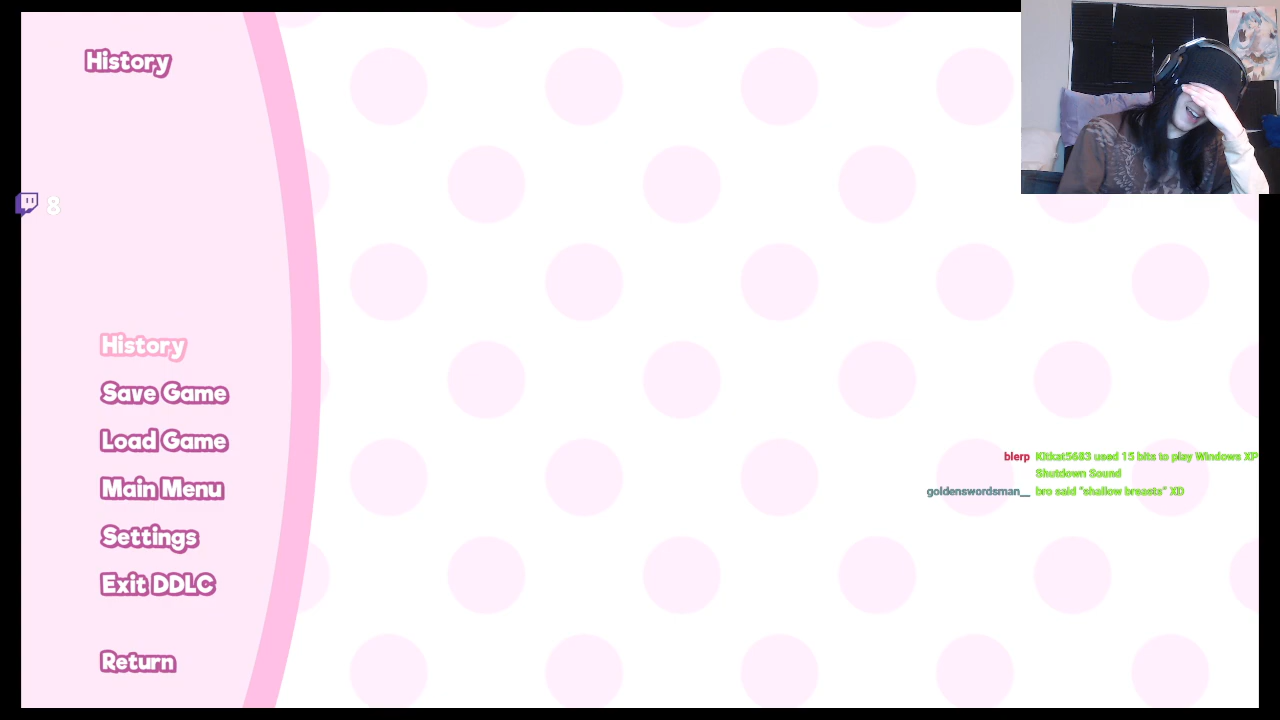 History
8
History
Save Game
Load Game
Main Menu
Settings
Exit DDLC
Return
blerp Kitkat5683 used 15 bits to play Windows XP
Shutdown Sound
goldenswordsman__ bro said "shallow breasts" XD